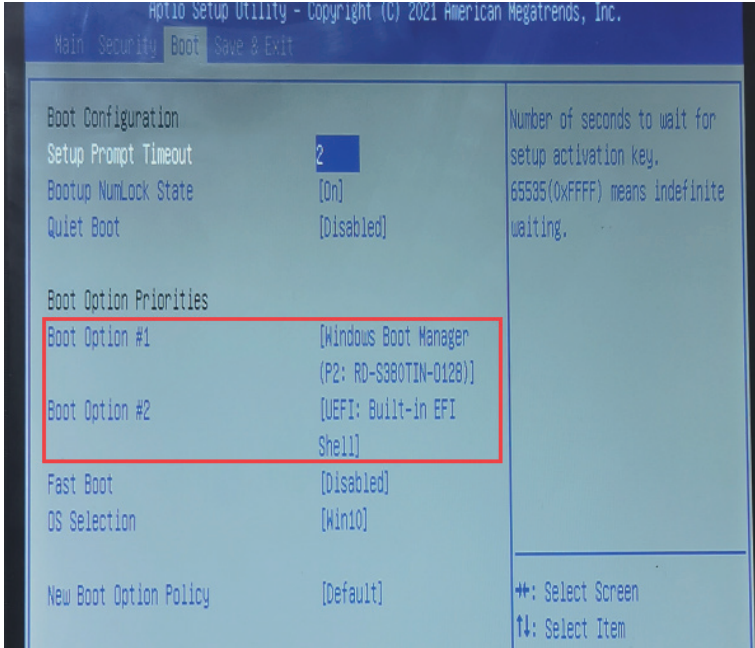 Aptio Setup Utility - Copyright (C) 2021 American Megatrends, Inc.
Main Security Boot Save & Exit
Boot Configuration
Setup Prompt Timeout 2
Bootup NumLock State [On]
Quiet Boot [Disabled]
Boot Option Priorities
Boot Option #1 [Windows Boot Manager
(P2: RD-S380TIN-0128)]
Boot Option #2 [UEFI: Built-in EFI
Shell]
Fast Boot [Disabled]
OS Selection [Win10]
New Boot Option Policy [Default]
Number of seconds to wait for
setup activation key.
65535(0xFFFF) means indefinite
waiting.
→←: Select Screen
↑↓: Select Item